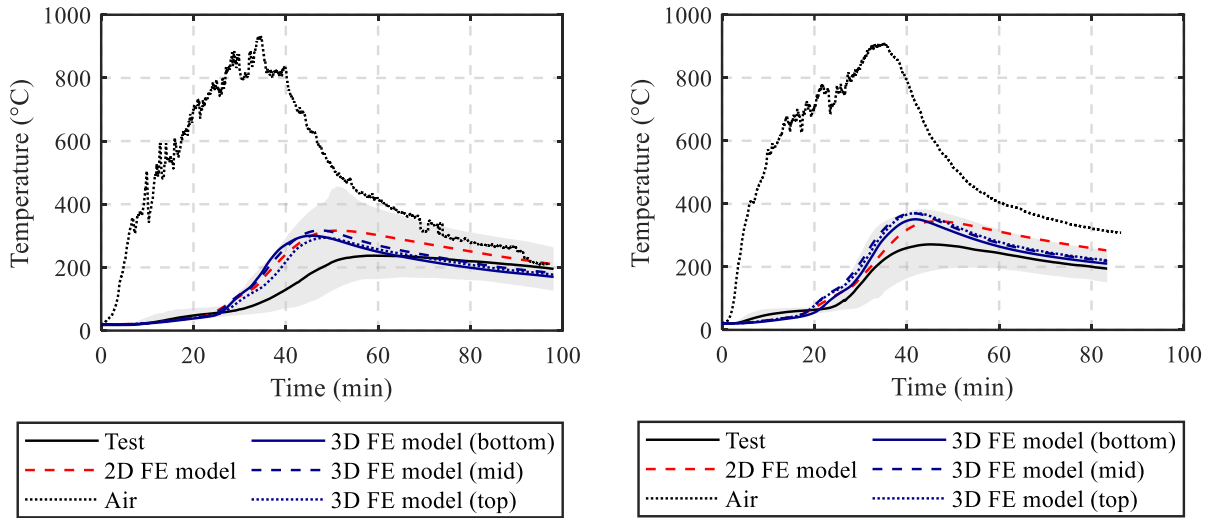 1000
800
600
400
200
0
Temperature (°C)
0 20 40 60 80 100
Time (min)
Test
2D FE model
Air
3D FE model (bottom)
3D FE model (mid)
3D FE model (top)
1000
800
600
400
200
0
Temperature (°C)
0 20 40 60 80 100
Time (min)
Test
2D FE model
Air
3D FE model (bottom)
3D FE model (mid)
3D FE model (top)